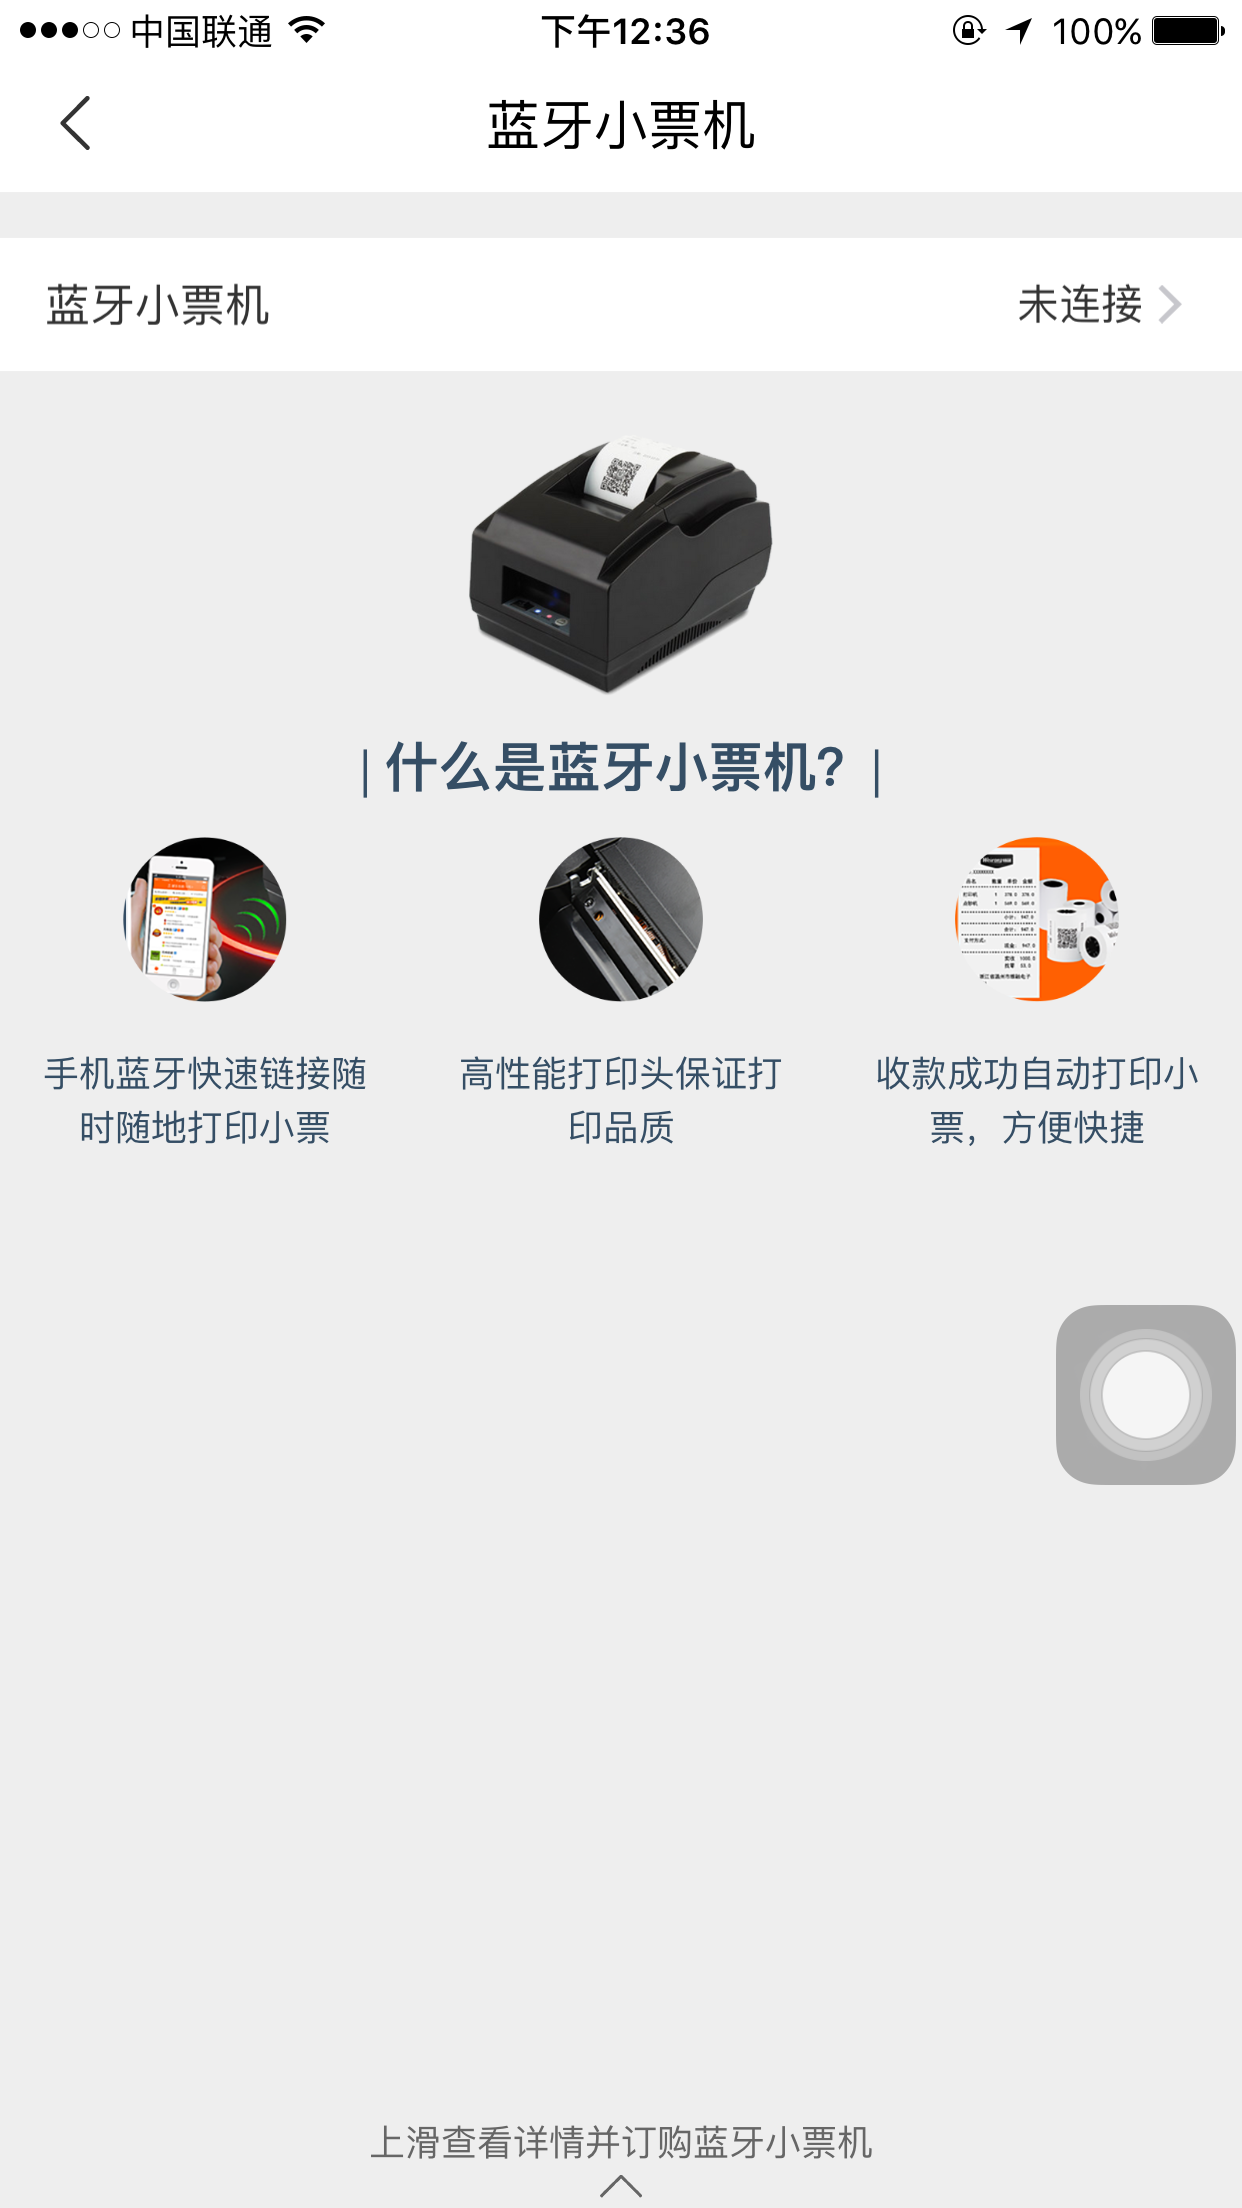 中国联通
下午12:36
100%
蓝牙小票机
蓝牙小票机
未连接
|什么是蓝牙小票机? |
手机蓝牙快速链接随
时随地打印小票
高性能打印头保证打
印品质
收款成功自动打印小
票，方便快捷
上滑查看详情并订购蓝牙小票机